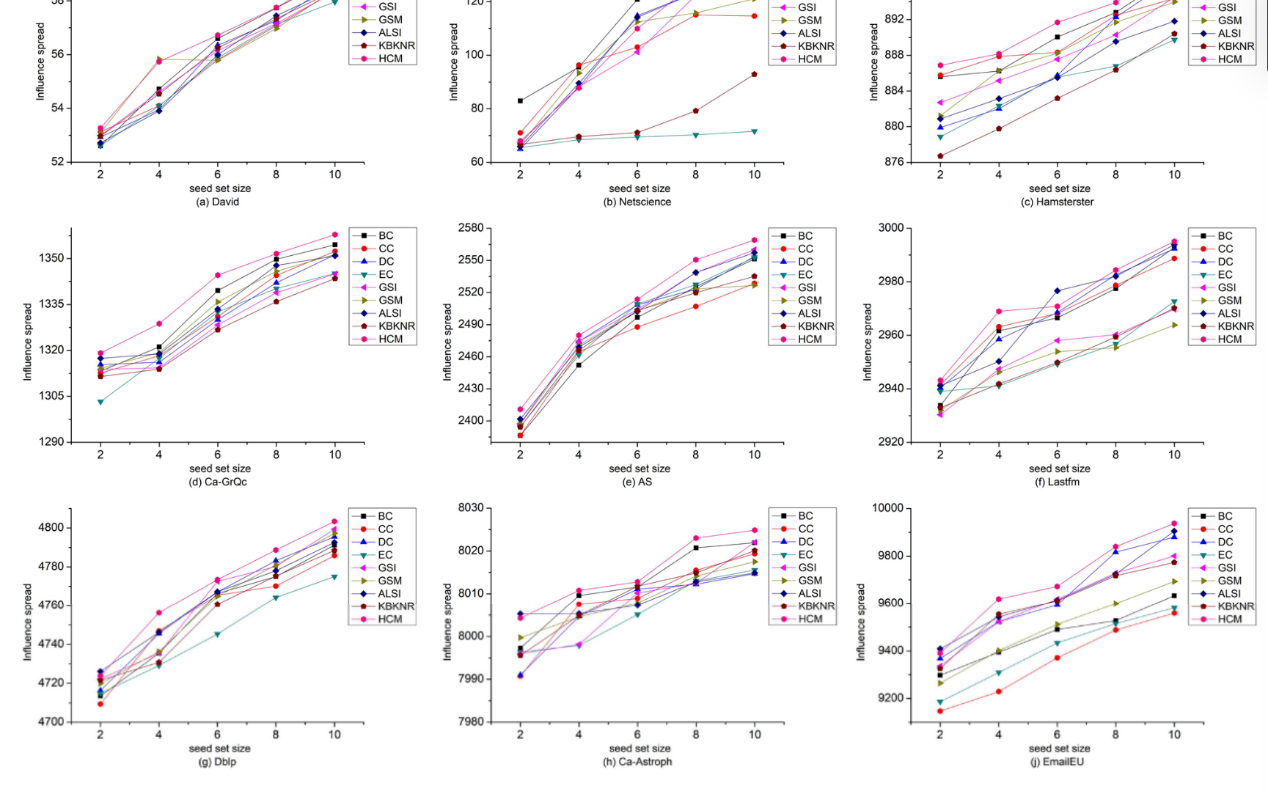 58
56
54
52
Influence spread
2 4 6 8 10
seed set size
(a) David
GSI
GSM
ALSI
KBKNR
HCM
120
100
80
60
Influence spread
2 4 6 8 10
seed set size
(b) Netscience
GSI
GSM
ALSI
KBKNR
HCM
892
888
884
880
876
Influence spread
2 4 6 8 10
seed set size
(c) Hamsterster
GSI
GSM
ALSI
KBKNR
HCM
1350
1335
1320
1305
1290
Influence spread
2 4 6 8 10
seed set size
(d) Ca-GrQc
BC
CC
DC
EC
GSI
GSM
ALSI
KBKNR
HCM
2580
2550
2520
2490
2460
2430
2400
Influence spread
2 4 6 8 10
seed set size
(e) AS
BC
CC
DC
EC
GSI
GSM
ALSI
KBKNR
HCM
3000
2980
2960
2940
2920
Influence spread
2 4 6 8 10
seed set size
(f) Lastfm
BC
CC
DC
EC
GSI
GSM
ALSI
KBKNR
HCM
4800
4780
4760
4740
4720
4700
Influence spread
2 4 6 8 10
seed set size
(g) Dblp
BC
CC
DC
EC
GSI
GSM
ALSI
KBKNR
HCM
8030
8020
8010
8000
7990
7980
Influence spread
2 4 6 8 10
seed set size
(h) Ca-Astroph
BC
CC
DC
EC
GSI
GSM
ALSI
KBKNR
HCM
10000
9800
9600
9400
9200
Influence spread
2 4 6 8 10
seed set size
(j) EmailEU
BC
CC
DC
EC
GSI
GSM
ALSI
KBKNR
HCM